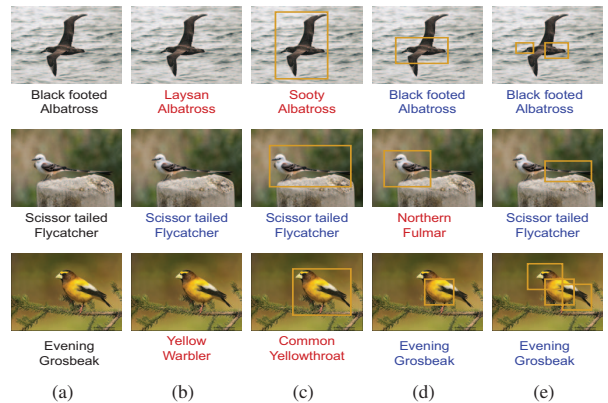 Black footed
Albatross
Laysan
Albatross
Sooty
Albatross
Black footed
Albatross
Black footed
Albatross
Scissor tailed
Flycatcher
Scissor tailed
Flycatcher
Scissor tailed
Flycatcher
Northern
Fulmar
Scissor tailed
Flycatcher
Evening
Grosbeak
Yellow
Warbler
Common
Yellowthroat
Evening
Grosbeak
Evening
Grosbeak
(a)
(b)
(c)
(d)
(e)